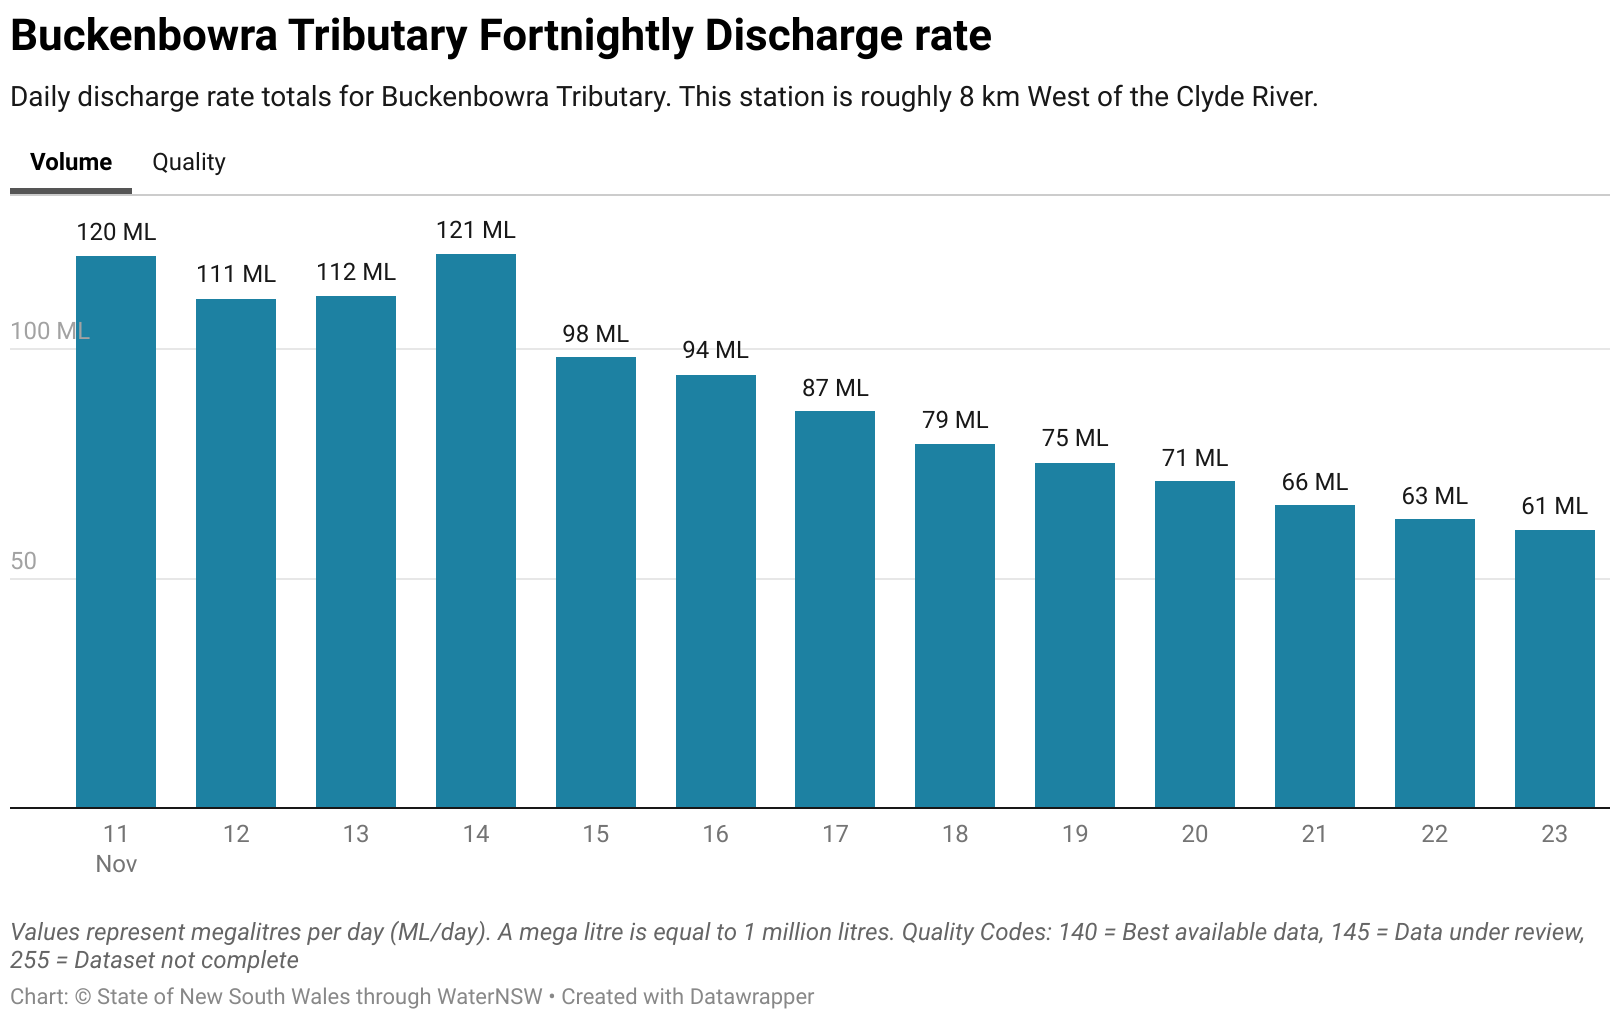 Buckenbowra Tributary Fortnightly Discharge rate
Daily discharge rate totals for Buckenbowra Tributary. This station is roughly 8 km West of the Clyde River.
Volume Quality
120 ML
111 ML
112 ML
121 ML
98 ML
94 ML
87 ML
79 ML
75 ML
71 ML
66 ML
63 ML
61 ML
100 ML
50
11 12 13 14 15 16 17 18 19 20 21 22 23
Nov
Values represent megalitres per day (ML/day). A mega litre is equal to 1 million litres. Quality Codes: 140 = Best available data, 145 = Data under review,
255 = Dataset not complete
Chart: © State of New South Wales through WaterNSW • Created with Datawrapper